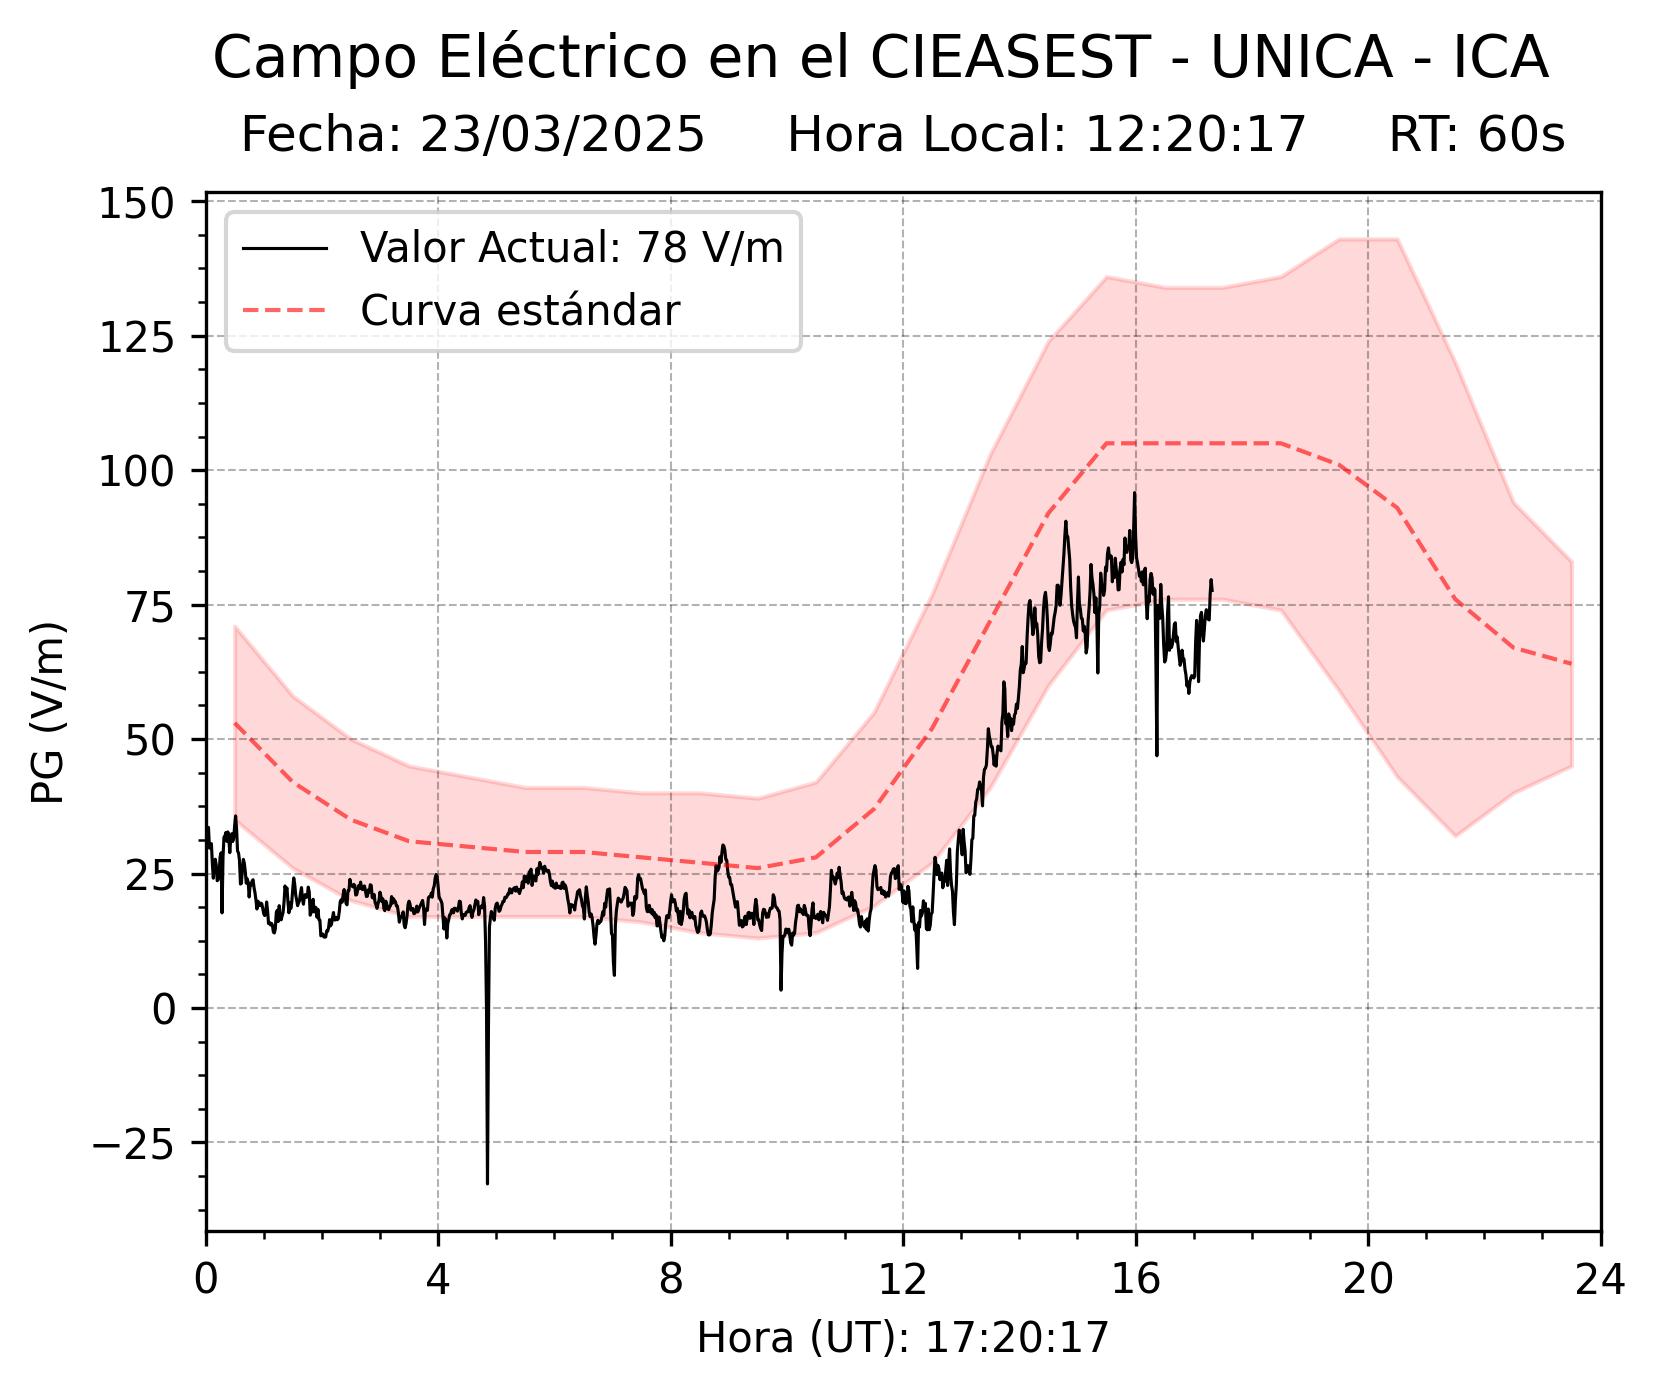 Campo Eléctrico en el CIEASEST - UNICA - ICA
Fecha: 23/03/2025 Hora Local: 12:20:17 RT: 60s
Valor Actual: 78 V/m
Curva estándar
PG (V/m)
150
125
100
75
50
25
0
−25
0 4 8 12 16 20 24
Hora (UT): 17:20:17